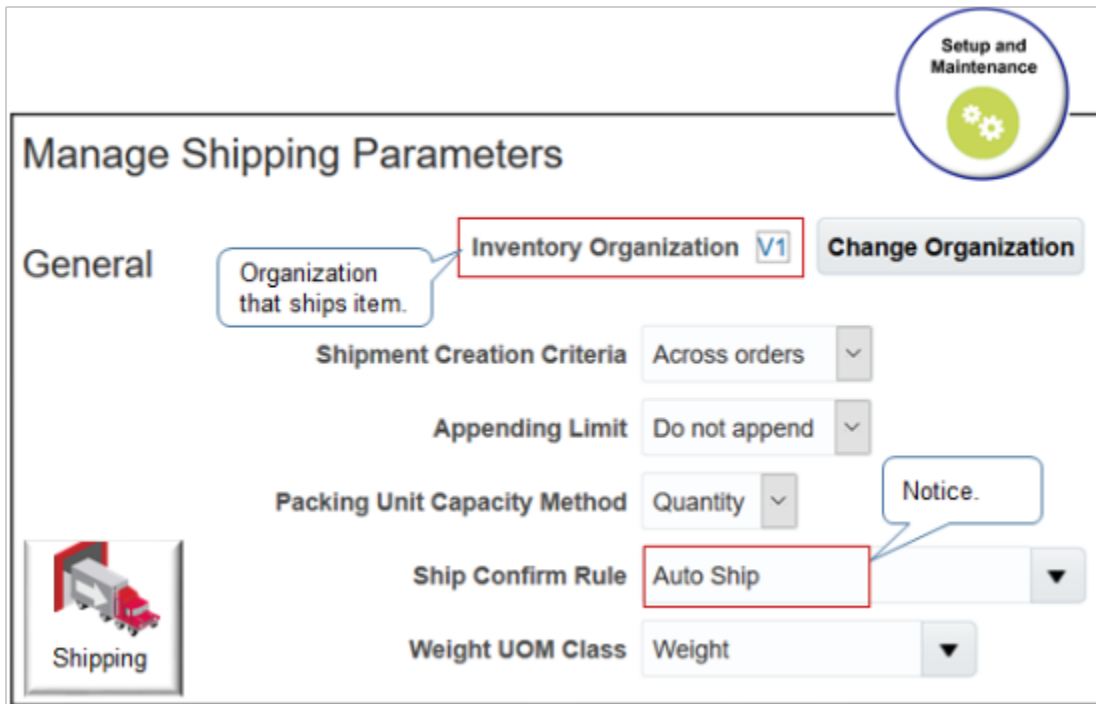 Setup and
Maintenance
Manage Shipping Parameters
General
Inventory Organization V1 Change Organization
Organization
that ships item.
Shipment Creation Criteria Across orders
Appending Limit Do not append
Packing Unit Capacity Method Quantity
Notice.
Ship Confirm Rule Auto Ship
Weight UOM Class Weight
Shipping